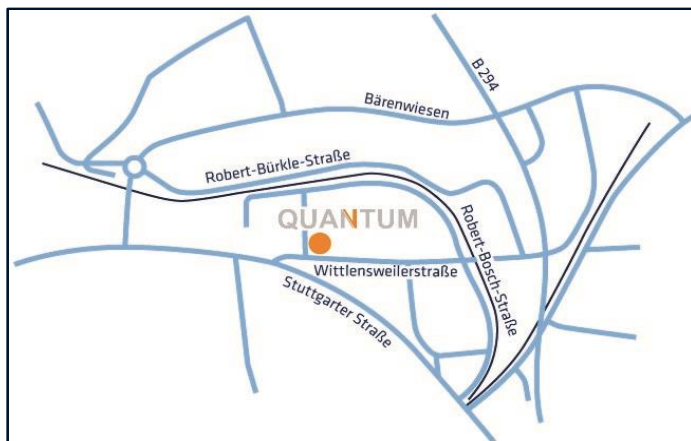 B 294
Bärenwiesen
Robert-Bürkle-Straße
QUANTUM
Robert-Bosch-Straße
Wittlensweilerstraße
Stuttgarter Straße